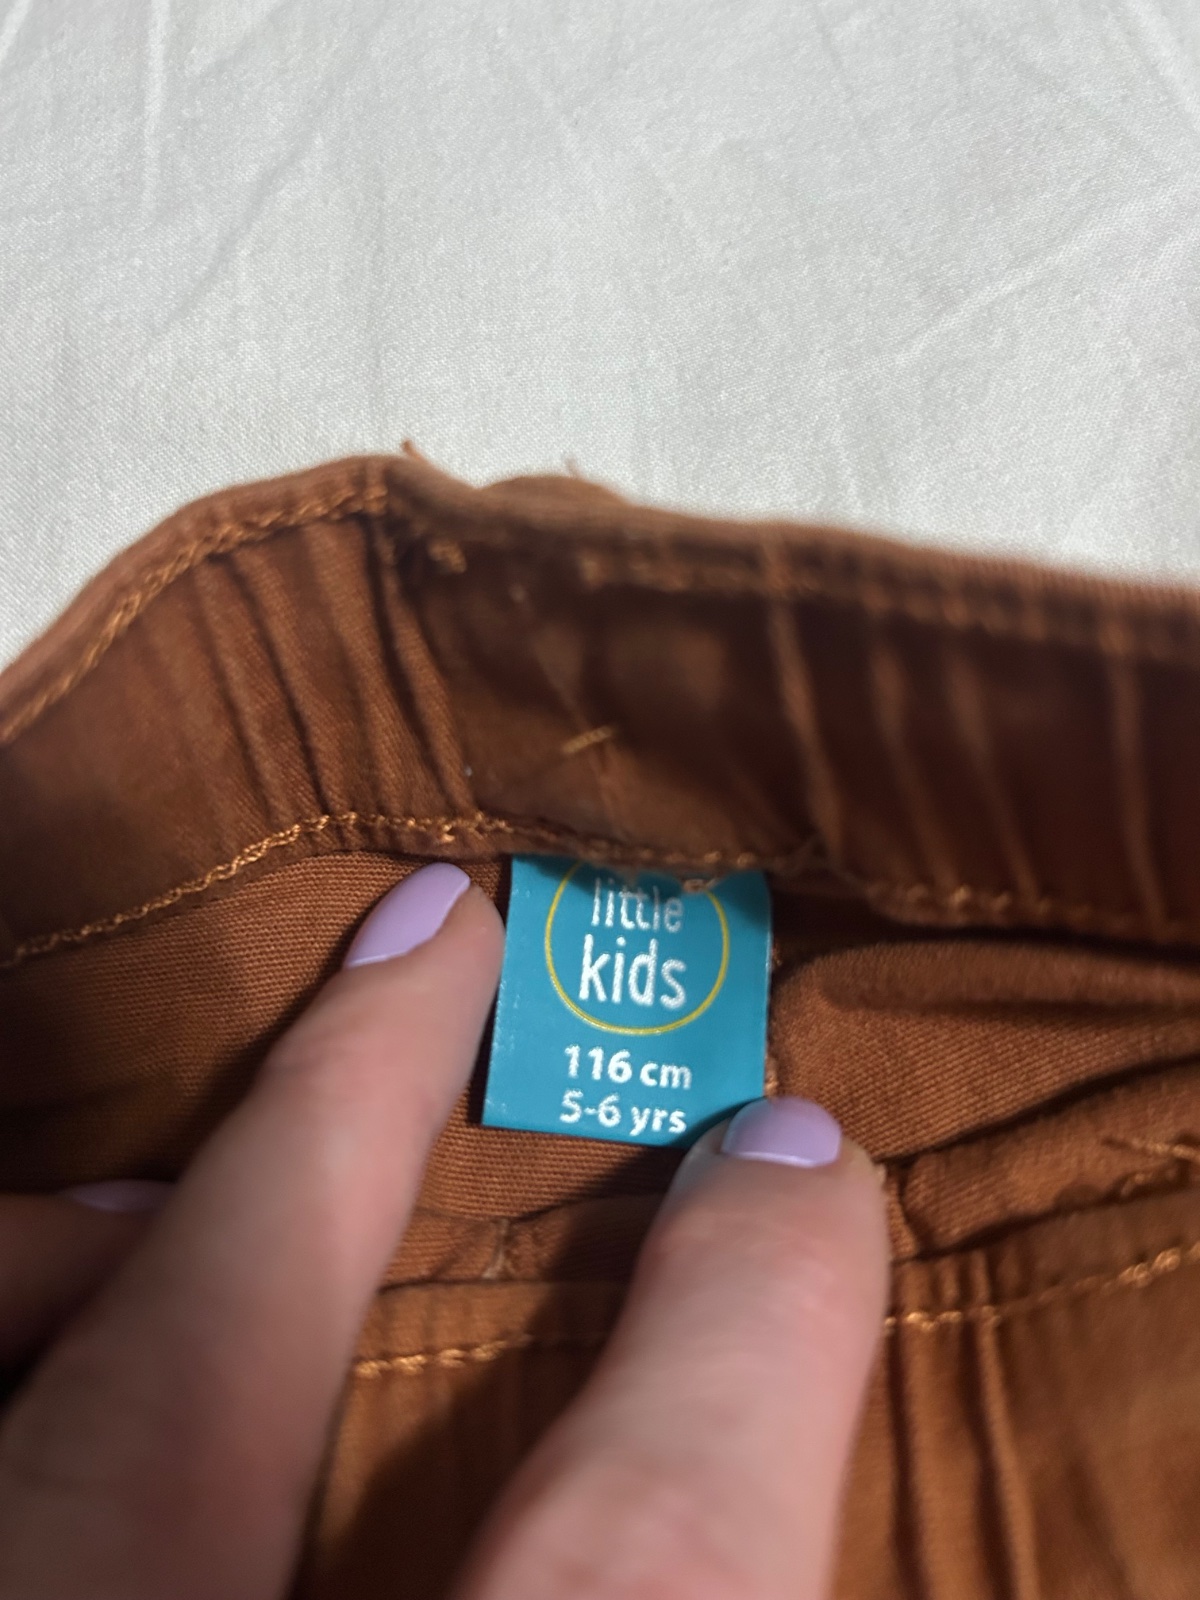 little
kids
116 cm
5-6 yrs